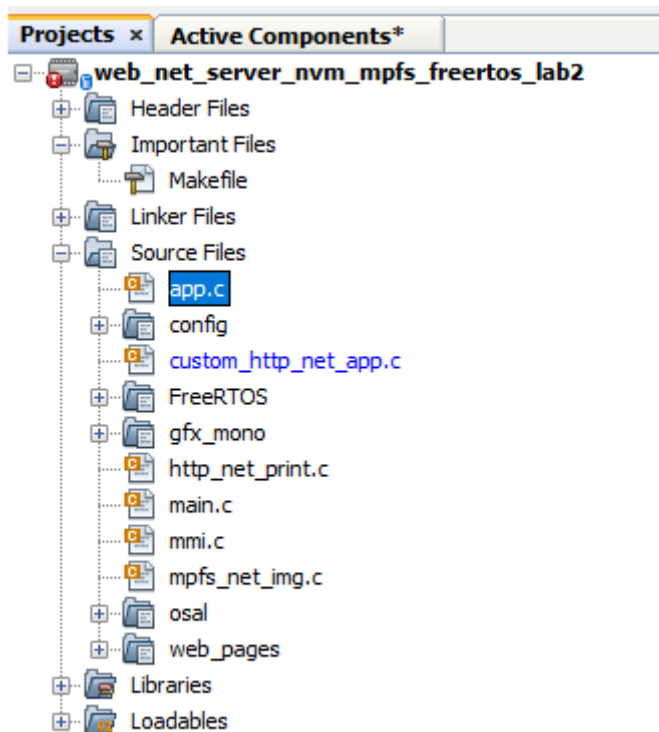 Projects × Active Components*
web_net_server_nvm_mpfs_freertos_lab2
Header Files
Important Files
Makefile
Linker Files
Source Files
app.c
config
custom_http_net_app.c
FreeRTOS
gfx_mono
http_net_print.c
main.c
mmi.c
mpfs_net_img.c
osal
web_pages
Libraries
Loadables